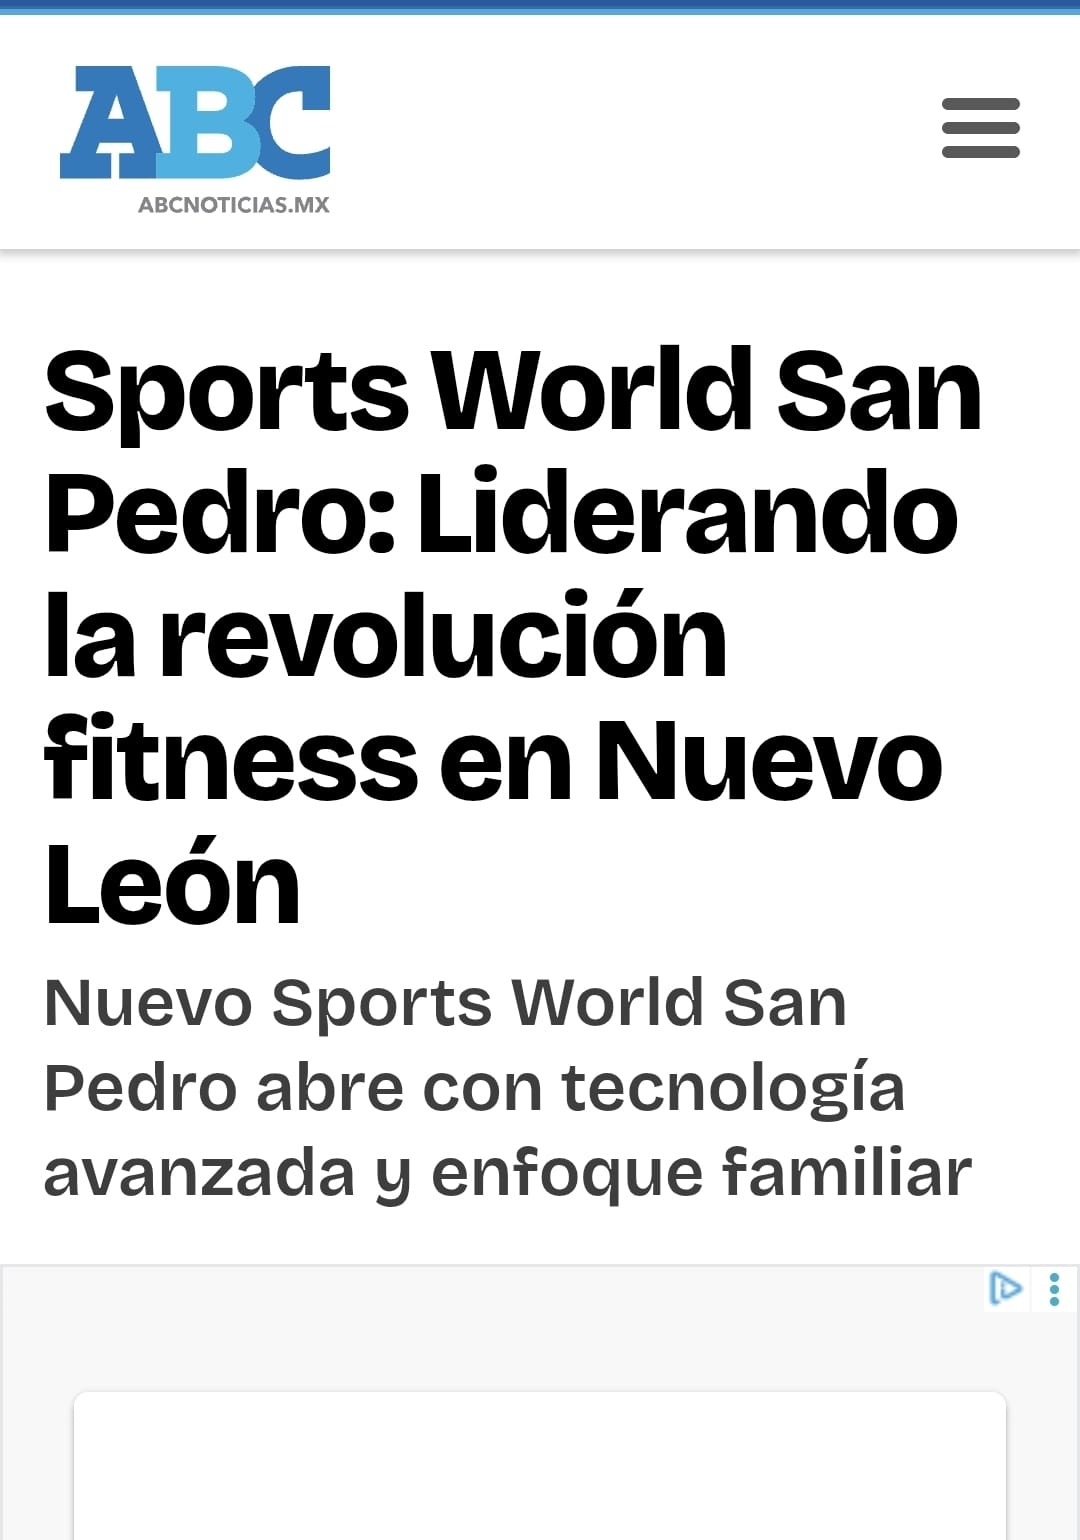 ABC
ABCNOTICIAS.MX
Sports World San
Pedro: Liderando
la revolución
fitness en Nuevo
León
Nuevo Sports World San
Pedro abre con tecnología
avanzada y enfoque familiar